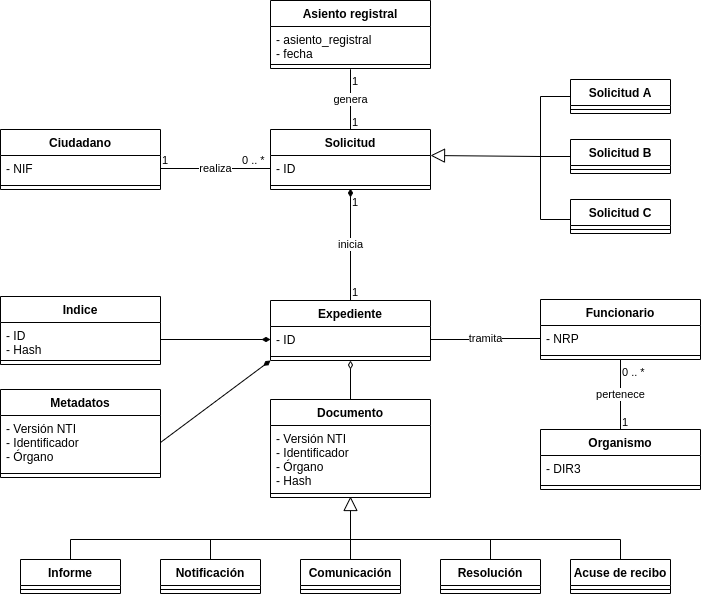 Asiento registral
- asiento_registral
- fecha
1
genera
1
Solicitud A
Solicitud B
Solicitud C
Ciudadano
- NIF
1
realiza
0 .. *
Solicitud
- ID
1
inicia
1
Indice
- ID
- Hash
Expediente
- ID
tramita
Funcionario
- NRP
0 .. *
pertenece
1
Metadatos
- Versión NTI
- Identificador
- Órgano
Documento
- Versión NTI
- Identificador
- Órgano
- Hash
Organismo
- DIR3
Informe
Notificación
Comunicación
Resolución
Acuse de recibo